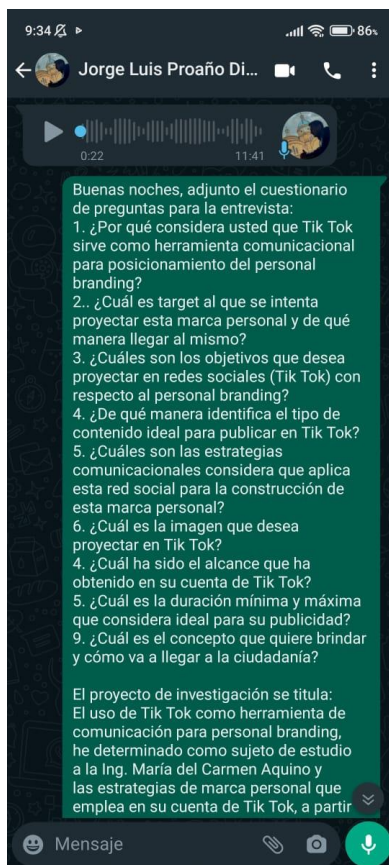 9:34
86%
Jorge Luis Proaño Di...
0:22
11:41
Buenas noches, adjunto el cuestionario
de preguntas para la entrevista:
1. ¿Por qué considera usted que Tik Tok
sirve como herramienta comunicacional
para posicionamiento del personal
branding?
2.. ¿Cuál es target al que se intenta
proyectar esta marca personal y de qué
manera llegar al mismo?
3. ¿Cuáles son los objetivos que desea
proyectar en redes sociales (Tik Tok) con
respecto al personal branding?
4. ¿De qué manera identifica el tipo de
contenido ideal para publicar en Tik Tok?
5. ¿Cuáles son las estrategias
comunicacionales considera que aplica
esta red social para la construcción de
esta marca personal?
6. ¿Cuál es la imagen que desea
proyectar en Tik Tok?
4. ¿Cuál ha sido el alcance que ha
obtenido en su cuenta de Tik Tok?
5. ¿Cuál es la duración mínima y máxima
que considera ideal para su publicidad?
9. ¿Cuál es el concepto que quiere brindar
y cómo va a llegar a la ciudadanía?
El proyecto de investigación se titula:
El uso de Tik Tok como herramienta de
comunicación para personal branding,
he determinado como sujeto de estudio
a la Ing. María del Carmen Aquino y
las estrategias de marca personal que
emplea en su cuenta de Tik Tok, a partir
Mensaje